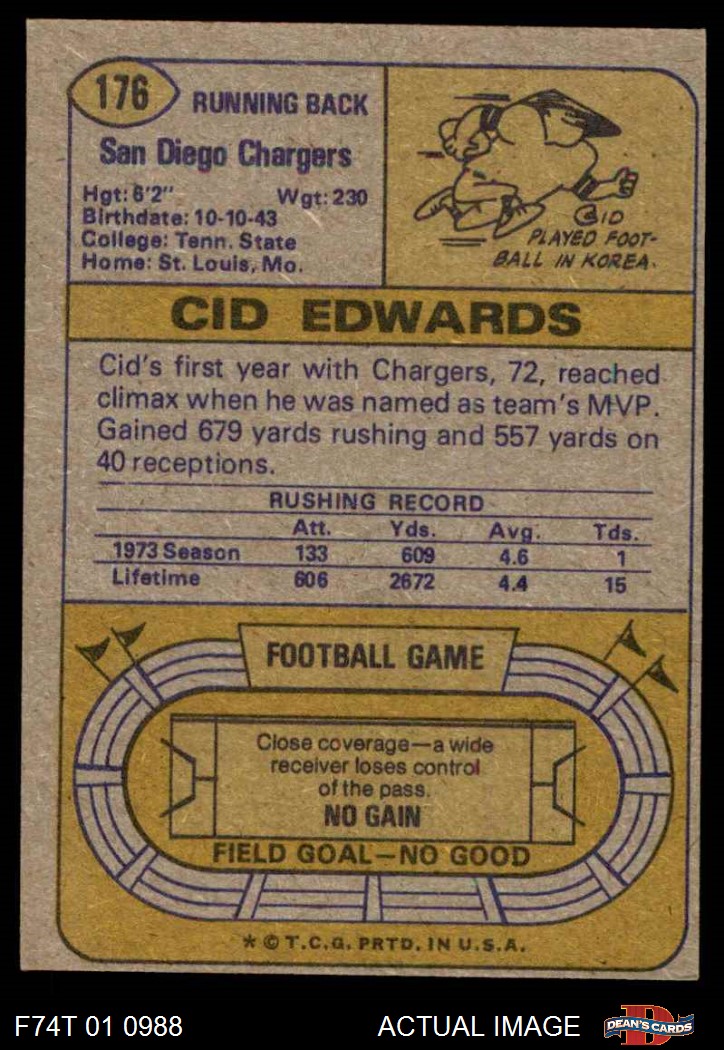 176
RUNNING BACK
San Diego Chargers
Hgt: 6'2" Wgt: 230
Birthdate: 10-10-43
College: Tenn. State
Home: St. Louis, Mo.
CID
PLAYED FOOT-
BALL IN KOREA.
CID EDWARDS
Cid's first year with Chargers, 72, reached
climax when he was named as team's MVP.
Gained 679 yards rushing and 557 yards on
40 receptions.
RUSHING RECORD
Att. Yds. Avg. Tds.
1973 Season 133 609 4.6 1
Lifetime 606 2672 4.4 15
FOOTBALL GAME
Close coverage—a wide
receiver loses control
of the pass.
NO GAIN
FIELD GOAL—NO GOOD
* © T.C.G. PRTD. IN U.S.A.
F74T 01 0988 ACTUAL IMAGE
D
DEAN'S CARDS